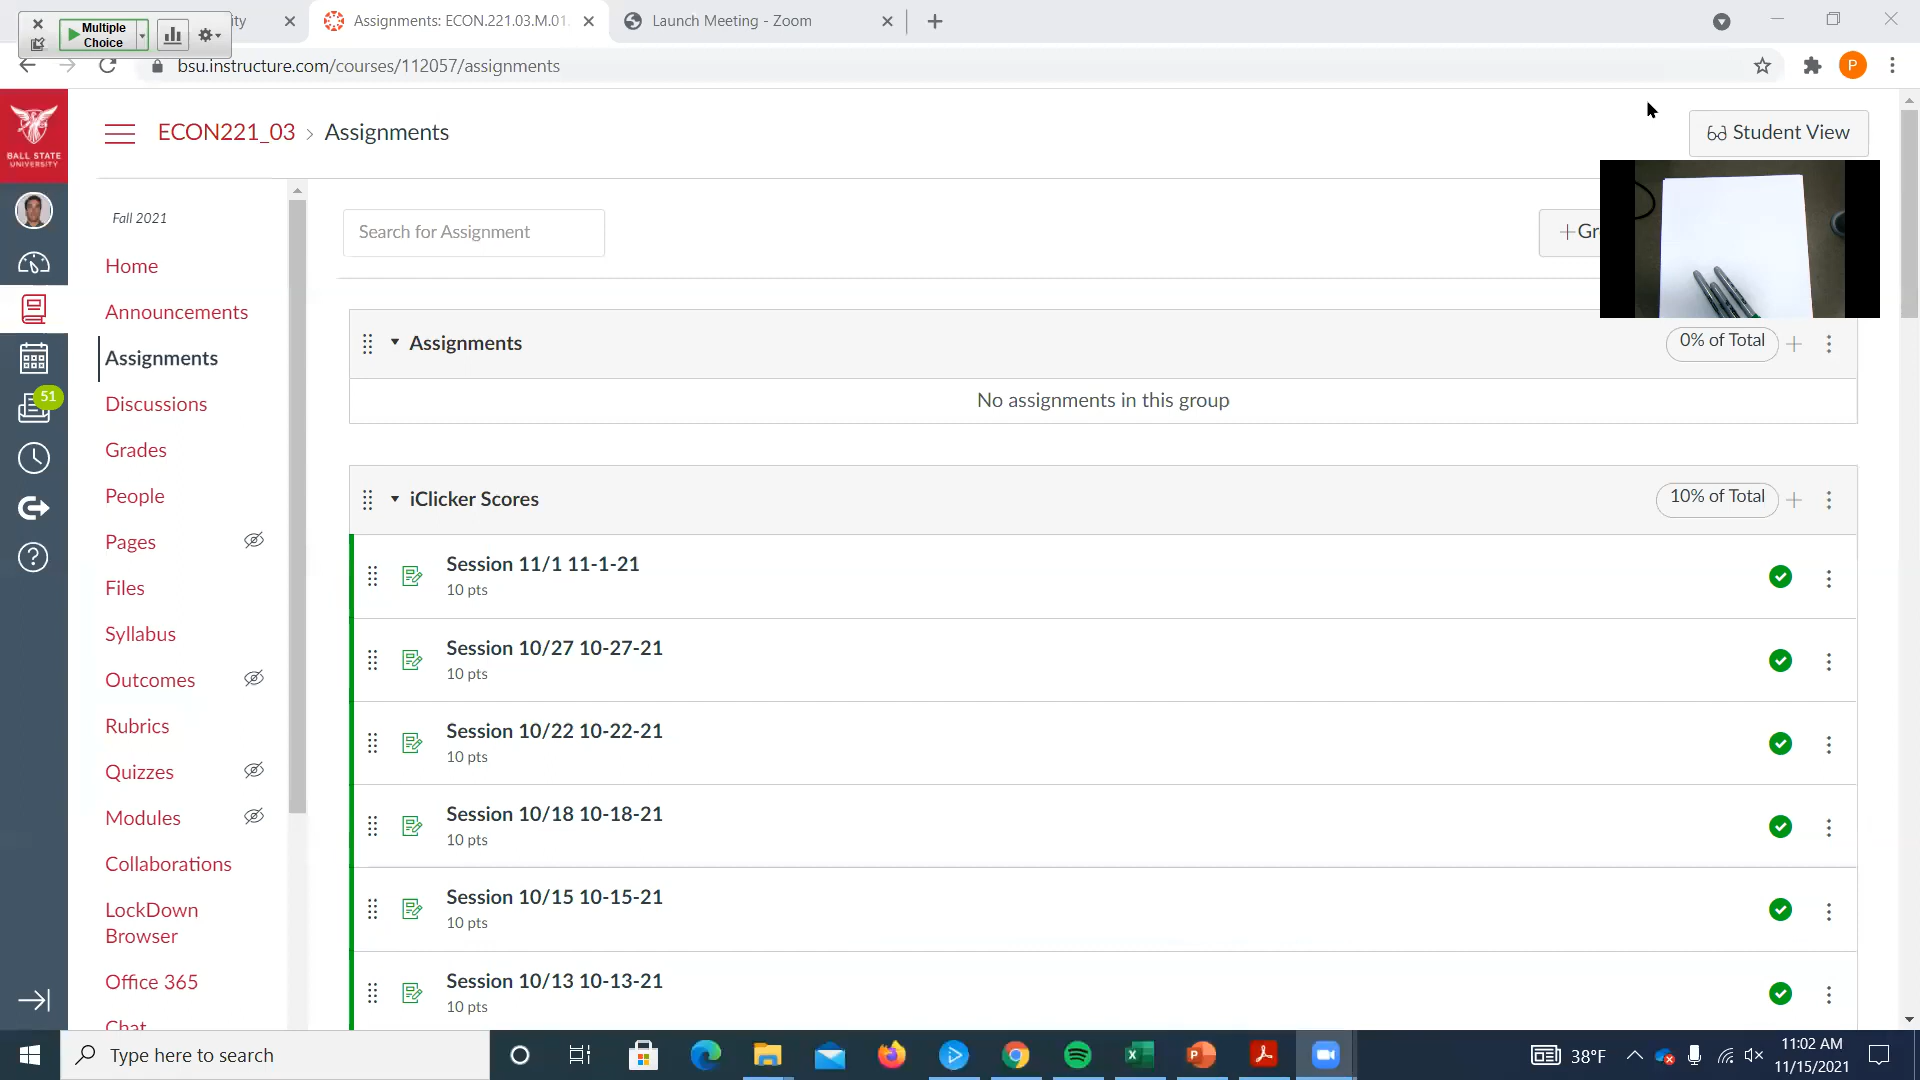 Multiple
Choice
ity
Assignments: ECON.221.03.M.01
Launch Meeting - Zoom
bsu.instructure.com/courses/112057/assignments
P
BALL STATE
UNIVERSITY
ECON221_03 › Assignments
Student View
Fall 2021
Search for Assignment
+Gr
Home
Announcements
Assignments
Discussions
Grades
People
Pages
Files
Syllabus
Outcomes
Rubrics
Quizzes
Modules
Collaborations
LockDown
Browser
Office 365
Chat
51
Assignments
0% of Total
No assignments in this group
iClicker Scores
10% of Total
Session 11/1 11-1-21
10 pts
Session 10/27 10-27-21
10 pts
Session 10/22 10-22-21
10 pts
Session 10/18 10-18-21
10 pts
Session 10/15 10-15-21
10 pts
Session 10/13 10-13-21
10 pts
Type here to search
38°F
11:02 AM
11/15/2021